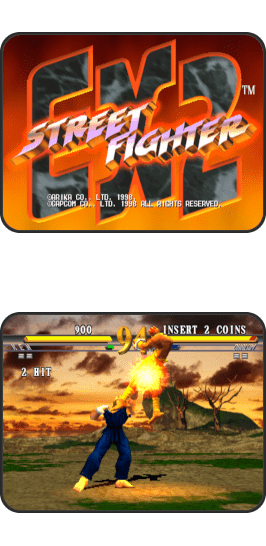 EX2
TM
STREET
FIGHTER
©ARIKA CO., LTD. 1998.
©CAPCOM CO., LTD. 1998 ALL RIGHTS RESERVED.
900
94
INSERT 2 COINS
2 HIT